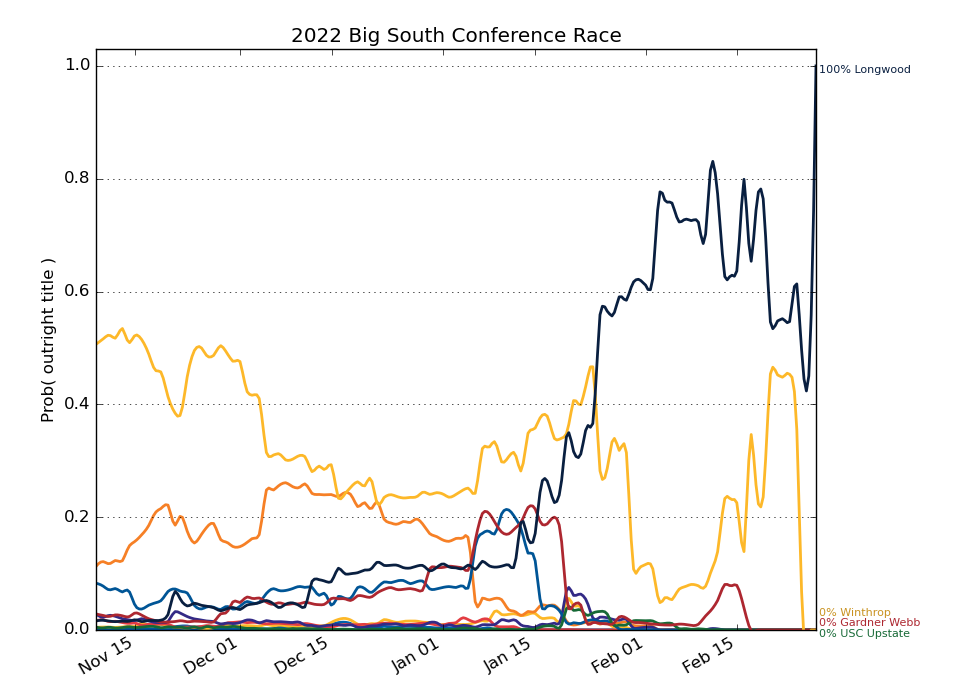 2022 Big South Conference Race
Prob( outright title )
1.0
0.8
0.6
0.4
0.2
0.0
Nov 15
Dec 01
Dec 15
Jan 01
Jan 15
Feb 01
Feb 15
100% Longwood
0% Winthrop
0% Gardner Webb
0% USC Upstate